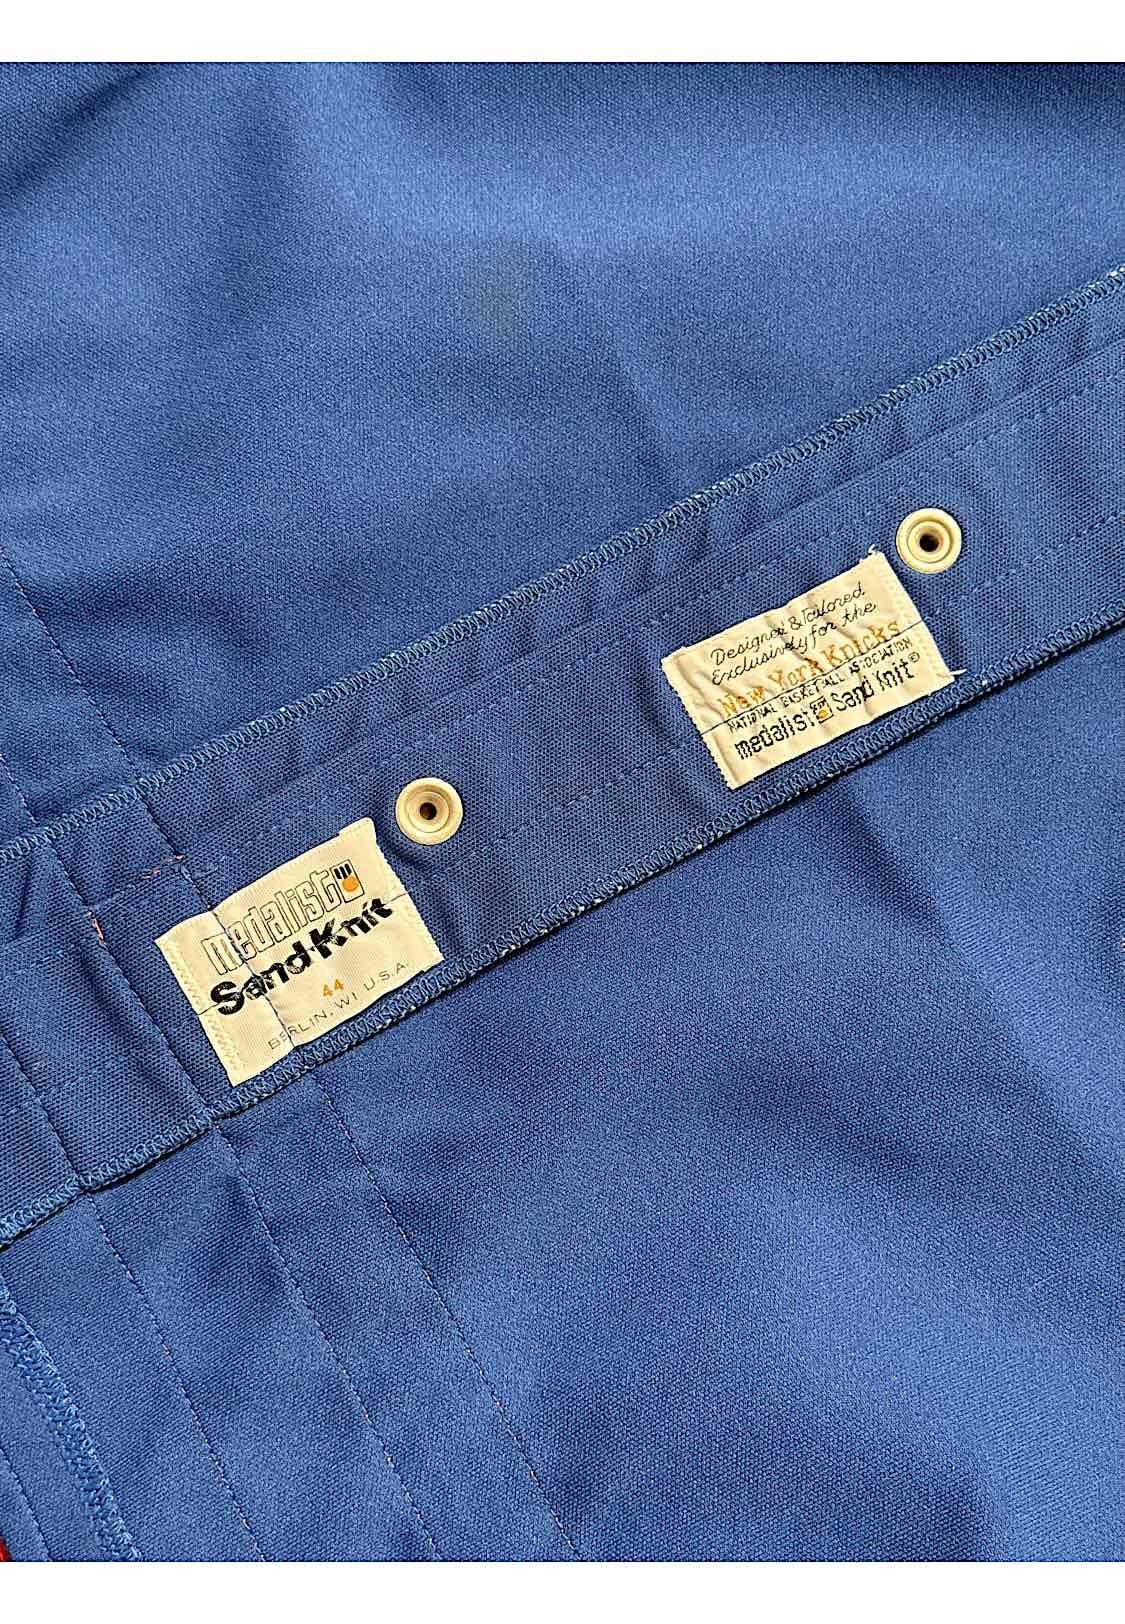 Designed & Tailored
Exclusively for the
New York Knicks
NATIONAL BASKETBALL ASSOCIATION
medalist Sand Knit®
medalist
Sand-Knit
44
BERLIN, WI U.S.A.